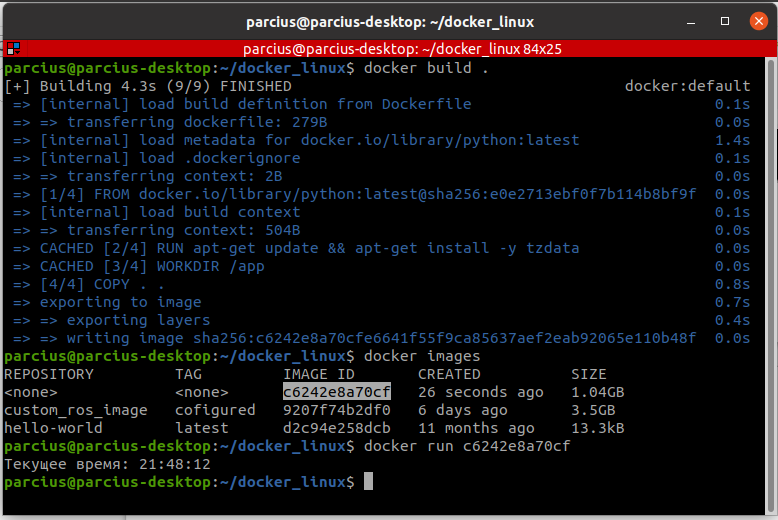 parcius@parcius-desktop: ~/docker_linux
parcius@parcius-desktop: ~/docker_linux 84x25
parcius@parcius-desktop:~/docker_linux$ docker build .
[+] Building 4.3s (9/9) FINISHED docker:default
=> [internal] load build definition from Dockerfile 0.1s
=> => transferring dockerfile: 279B 0.0s
=> [internal] load metadata for docker.io/library/python:latest 1.4s
=> [internal] load .dockerignore 0.1s
=> => transferring context: 2B 0.0s
=> [1/4] FROM docker.io/library/python:latest@sha256:e0e2713ebf0f7b114b8bf9f 0.0s
=> [internal] load build context 0.1s
=> => transferring context: 504B 0.0s
=> CACHED [2/4] RUN apt-get update && apt-get install -y tzdata 0.0s
=> CACHED [3/4] WORKDIR /app 0.0s
=> [4/4] COPY . . 0.8s
=> exporting to image 0.7s
=> => exporting layers 0.4s
=> => writing image sha256:c6242e8a70cfe6641f55f9ca85637aef2eab92065e110b48f 0.0s
parcius@parcius-desktop:~/docker_linux$ docker images
REPOSITORY TAG IMAGE ID CREATED SIZE
<none> <none> c6242e8a70cf 26 seconds ago 1.04GB
custom_ros_image cofigured 9207f74b2df0 6 days ago 3.5GB
hello-world latest d2c94e258dcb 11 months ago 13.3kB
parcius@parcius-desktop:~/docker_linux$ docker run c6242e8a70cf
Текущее время: 21:48:12
parcius@parcius-desktop:~/docker_linux$